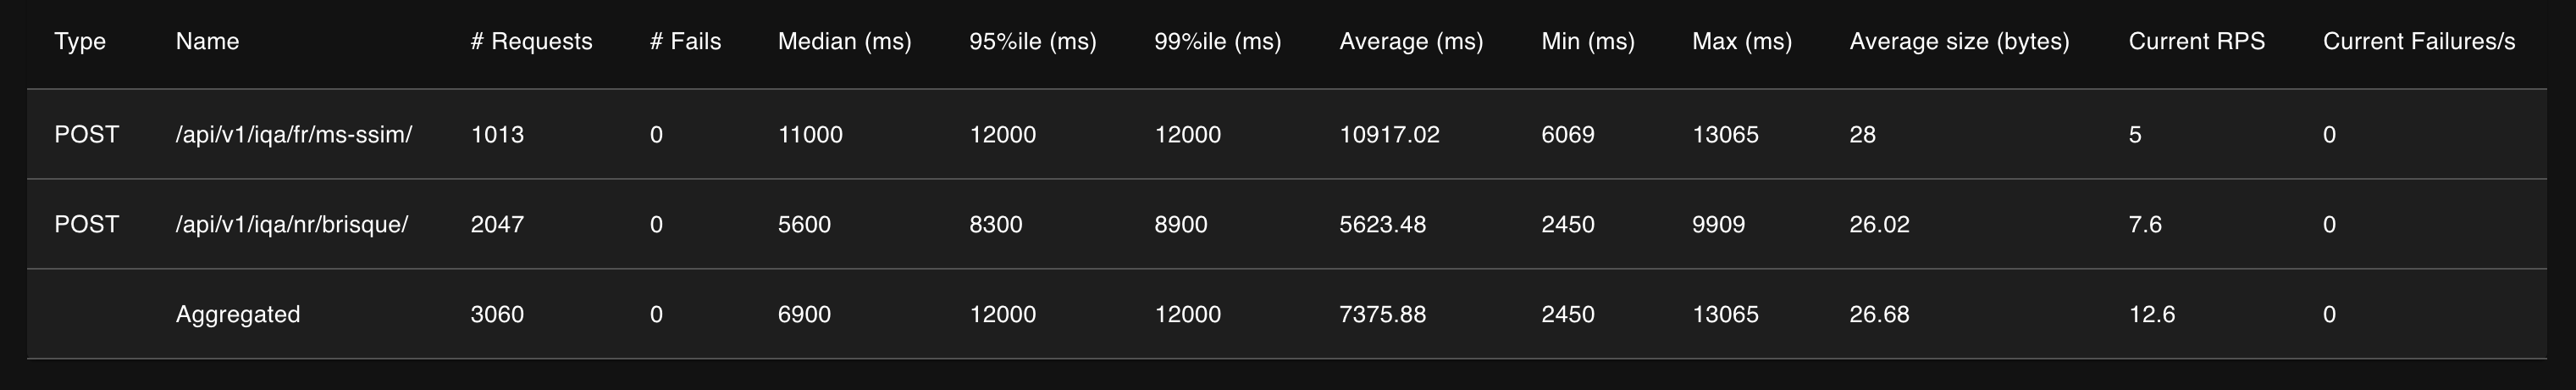 Type Name # Requests # Fails Median (ms) 95%ile (ms) 99%ile (ms) Average (ms) Min (ms) Max (ms) Average size (bytes) Current RPS Current Failures/s
POST /api/v1/iqa/fr/ms-ssim/ 1013 0 11000 12000 12000 10917.02 6069 13065 28 5 0
POST /api/v1/iqa/nr/brisque/ 2047 0 5600 8300 8900 5623.48 2450 9909 26.02 7.6 0
Aggregated 3060 0 6900 12000 12000 7375.88 2450 13065 26.68 12.6 0